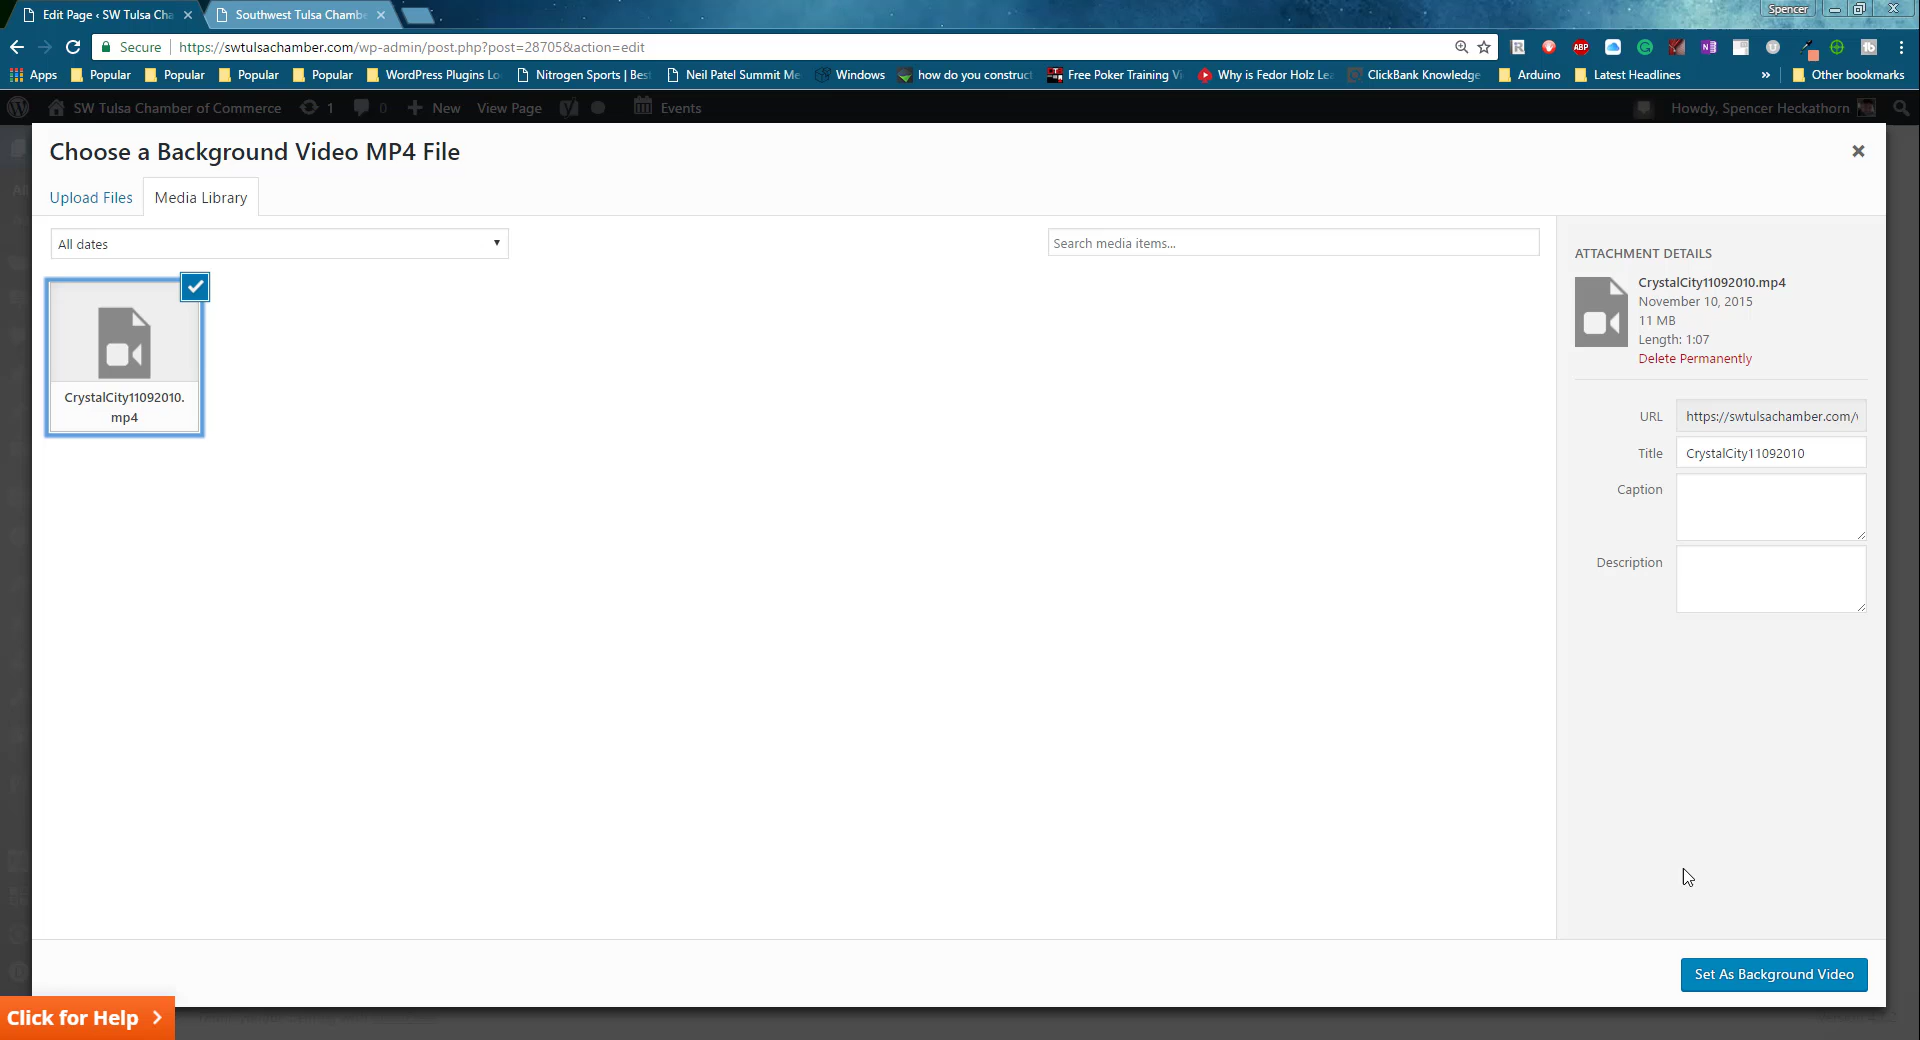 Edit Page ‹ SW Tulsa Cha
Southwest Tulsa Chambe
Spencer
Secure
https://swtulsachamber.com/wp-admin/post.php?post=28705&action=edit
Apps
Popular
Popular
Popular
Popular
WordPress Plugins Lo
Nitrogen Sports | Bes
Neil Patel Summit Me
Windows
how do you construct
Free Poker Training Vi
Why is Fedor Holz Lea
ClickBank Knowledge
Arduino
Latest Headlines
»
Other bookmarks
SW Tulsa Chamber of Commerce
1
0
New
View Page
Events
Howdy, Spencer Heckathorn
Choose a Background Video MP4 File
Upload Files
Media Library
All dates
Search media items...
CrystalCity11092010.
mp4
ATTACHMENT DETAILS
CrystalCity11092010.mp4
November 10, 2015
11 MB
Length: 1:07
Delete Permanently
URL
https://swtulsachamber.com/
Title
CrystalCity11092010
Caption
Description
Set As Background Video
Click for Help